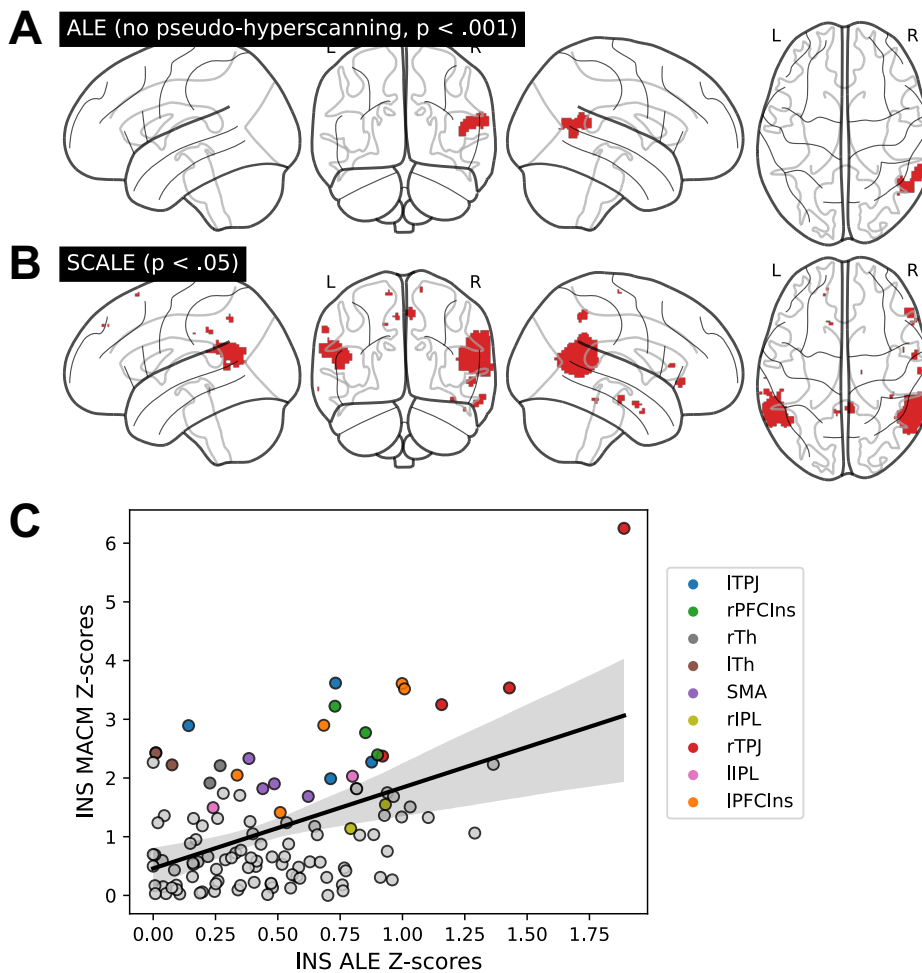 A
ALE (no pseudo-hyperscanning, p < .001)
L
R
L
R
B
SCALE (p < .05)
L
R
L
R
C
INS MACM Z-scores
6
5
4
3
2
1
0
0.00 0.25 0.50 0.75 1.00 1.25 1.50 1.75
INS ALE Z-scores
lTPJ
rPFCIns
rTh
lTh
SMA
rIPL
rTPJ
lIPL
lPFCIns